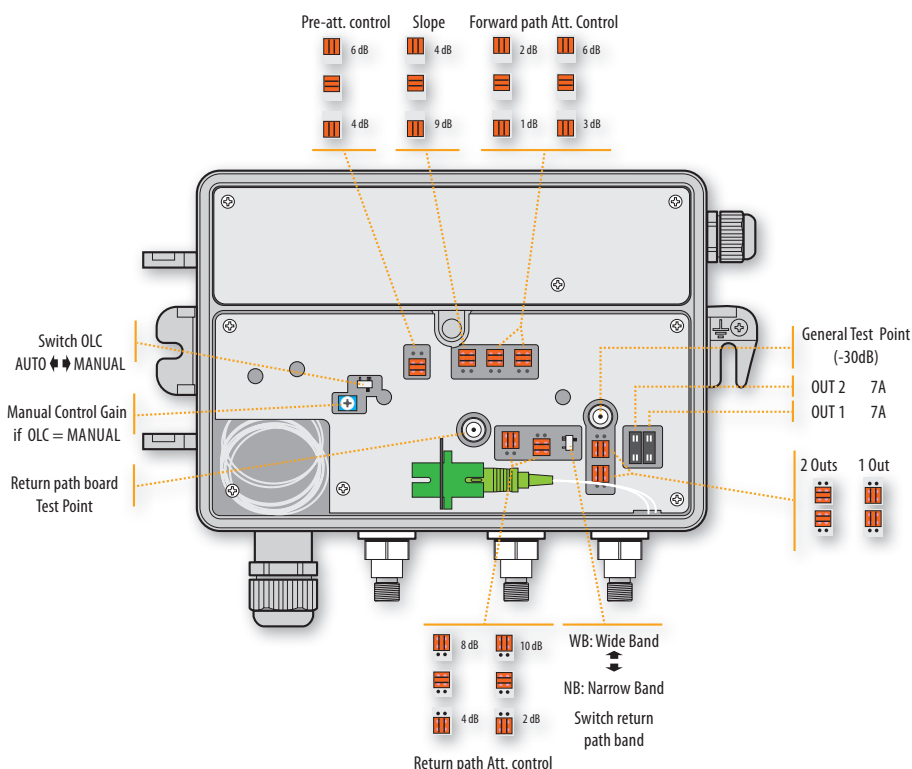 Pre-att. control
Slope
Forward path Att. Control
6 dB
4 dB
2 dB
6 dB
4 dB
9 dB
1 dB
3 dB
Switch OLC
AUTO MANUAL
Manual Control Gain
if OLC = MANUAL
Return path board
Test Point
General Test Point
(-30dB)
OUT 2 7A
OUT 1 7A
2 Outs
1 Out
8 dB
10 dB
4 dB
2 dB
Return path Att. control
WB: Wide Band
NB: Narrow Band
Switch return
path band